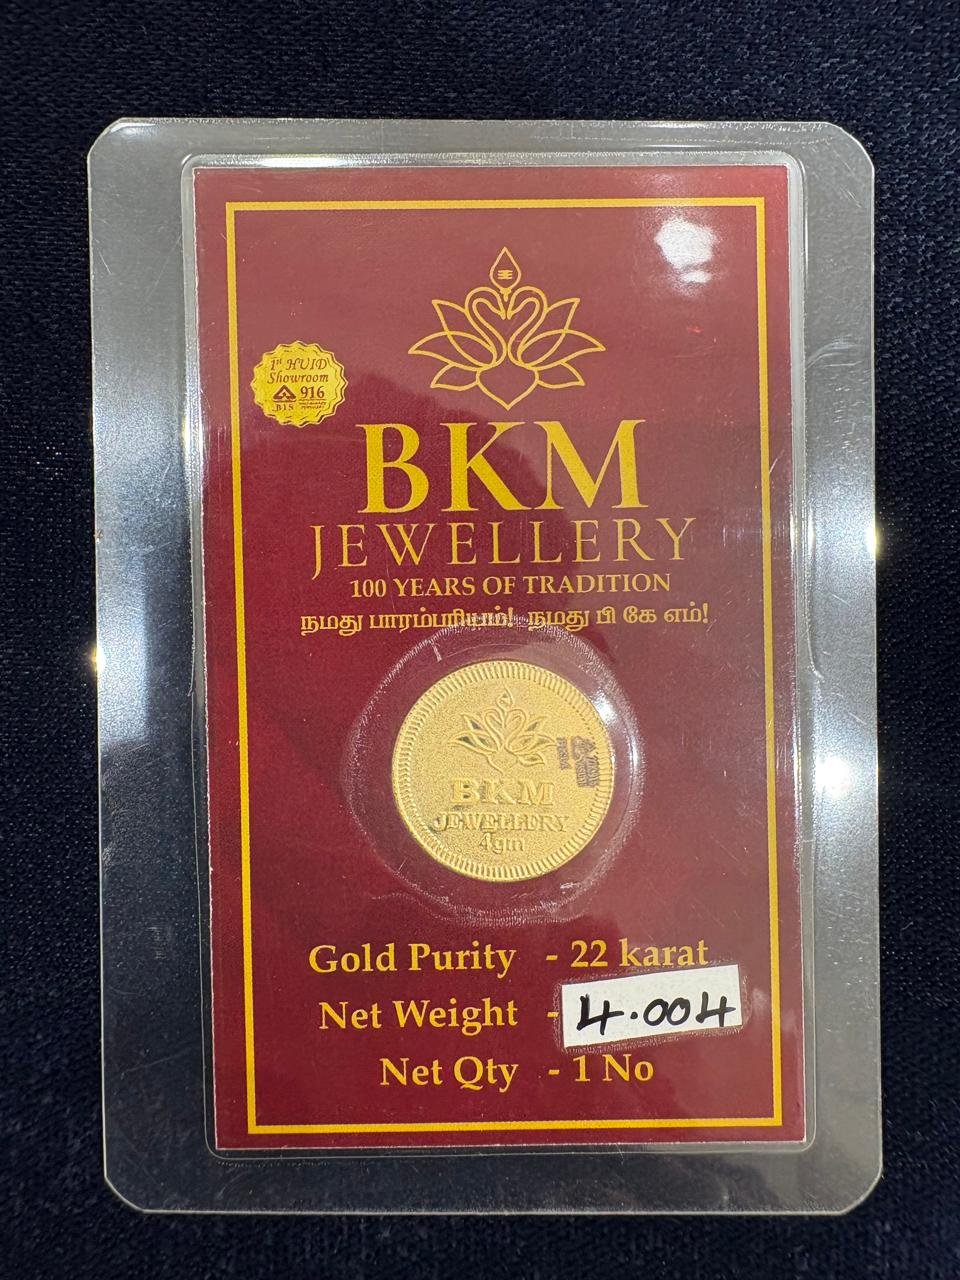 1st HUID
Showroom
916
BIS
BKM
JEWELLERY
100 YEARS OF TRADITION
நமது பாரம்பரியம்! நமது பி கே எம்!
BKM
JEWELLERY
4gm
Gold Purity - 22 karat
Net Weight - 4.004
Net Qty - 1 No